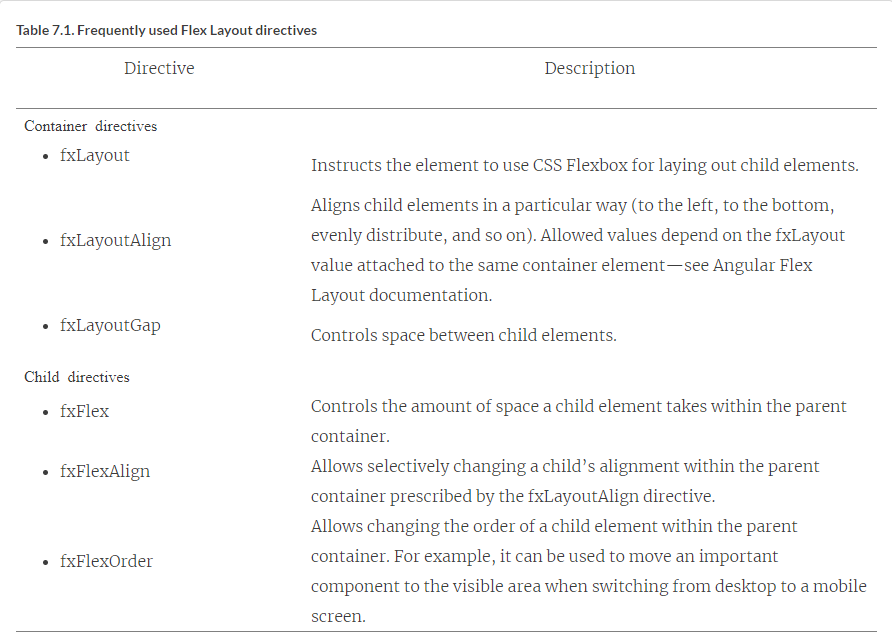 Table 7.1. Frequently used Flex Layout directives
Directive
Description
Container directives
• fxLayout
Instructs the element to use CSS Flexbox for laying out child elements.
• fxLayoutAlign
Aligns child elements in a particular way (to the left, to the bottom,
evenly distribute, and so on). Allowed values depend on the fxLayout
value attached to the same container element—see Angular Flex
Layout documentation.
• fxLayoutGap
Controls space between child elements.
Child directives
• fxFlex
Controls the amount of space a child element takes within the parent
container.
• fxFlexAlign
Allows selectively changing a child’s alignment within the parent
container prescribed by the fxLayoutAlign directive.
• fxFlexOrder
Allows changing the order of a child element within the parent
container. For example, it can be used to move an important
component to the visible area when switching from desktop to a mobile
screen.